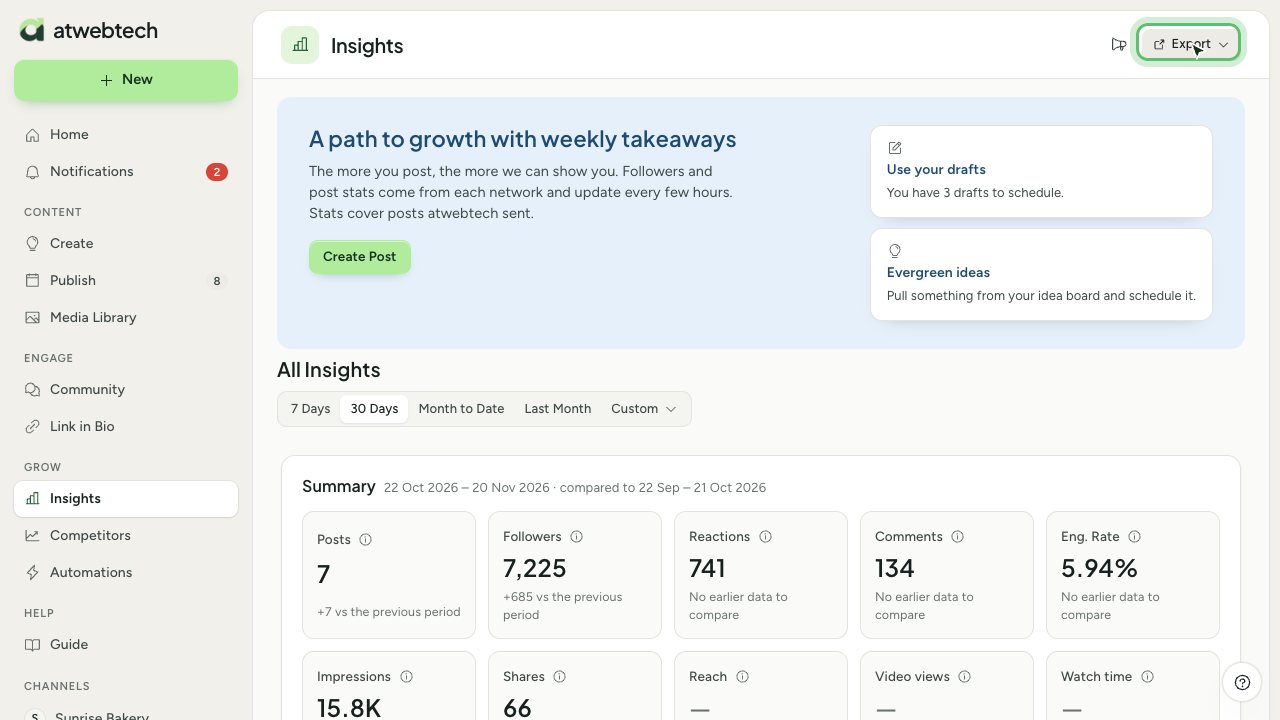 atwebtech
New
Home
Notifications
2
CONTENT
Create
Publish
8
Media Library
ENGAGE
Community
Link in Bio
GROW
Insights
Competitors
Automations
HELP
Guide
CHANNELS
S
Sunrise Bakery
Insights
Export
A path to growth with weekly takeaways
The more you post, the more we can show you. Followers and
post stats come from each network and update every few hours.
Stats cover posts atwebtech sent.
Create Post
Use your drafts
You have 3 drafts to schedule.
Evergreen ideas
Pull something from your idea board and schedule it.
All Insights
7 Days
30 Days
Month to Date
Last Month
Custom
Summary 22 Oct 2026 – 20 Nov 2026 · compared to 22 Sep – 21 Oct 2026
Posts
7
+7 vs the previous period
Followers
7,225
+685 vs the previous
period
Reactions
741
No earlier data to
compare
Comments
134
No earlier data to
compare
Eng. Rate
5.94%
No earlier data to
compare
Impressions
15.8K
Shares
66
Reach
—
Video views
—
Watch time
—